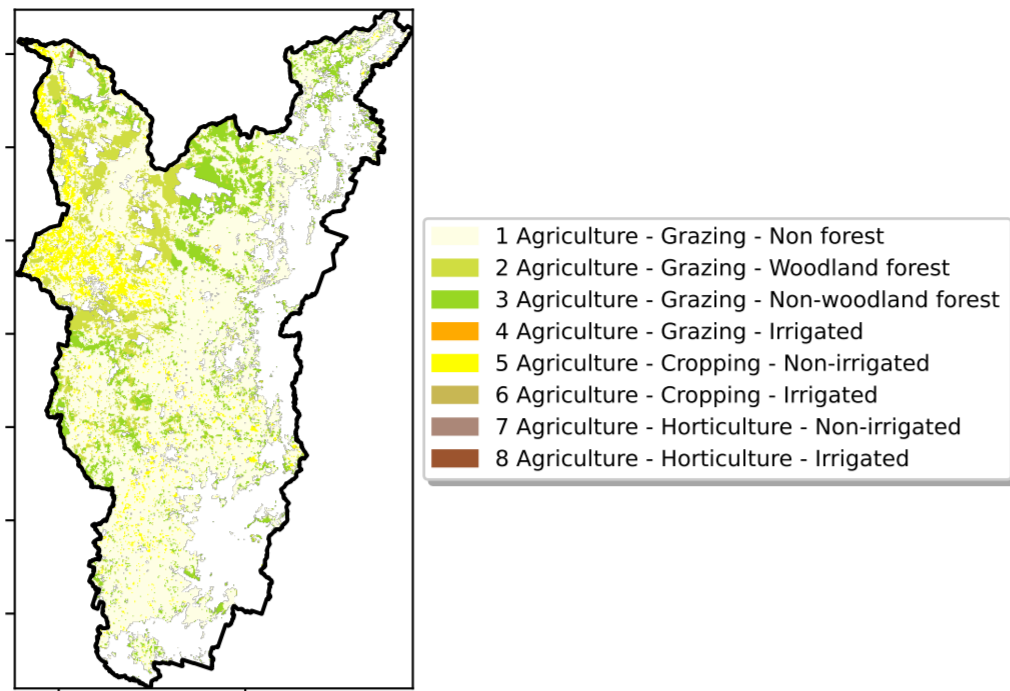 1 Agriculture - Grazing - Non forest
2 Agriculture - Grazing - Woodland forest
3 Agriculture - Grazing - Non-woodland forest
4 Agriculture - Grazing - Irrigated
5 Agriculture - Cropping - Non-irrigated
6 Agriculture - Cropping - Irrigated
7 Agriculture - Horticulture - Non-irrigated
8 Agriculture - Horticulture - Irrigated